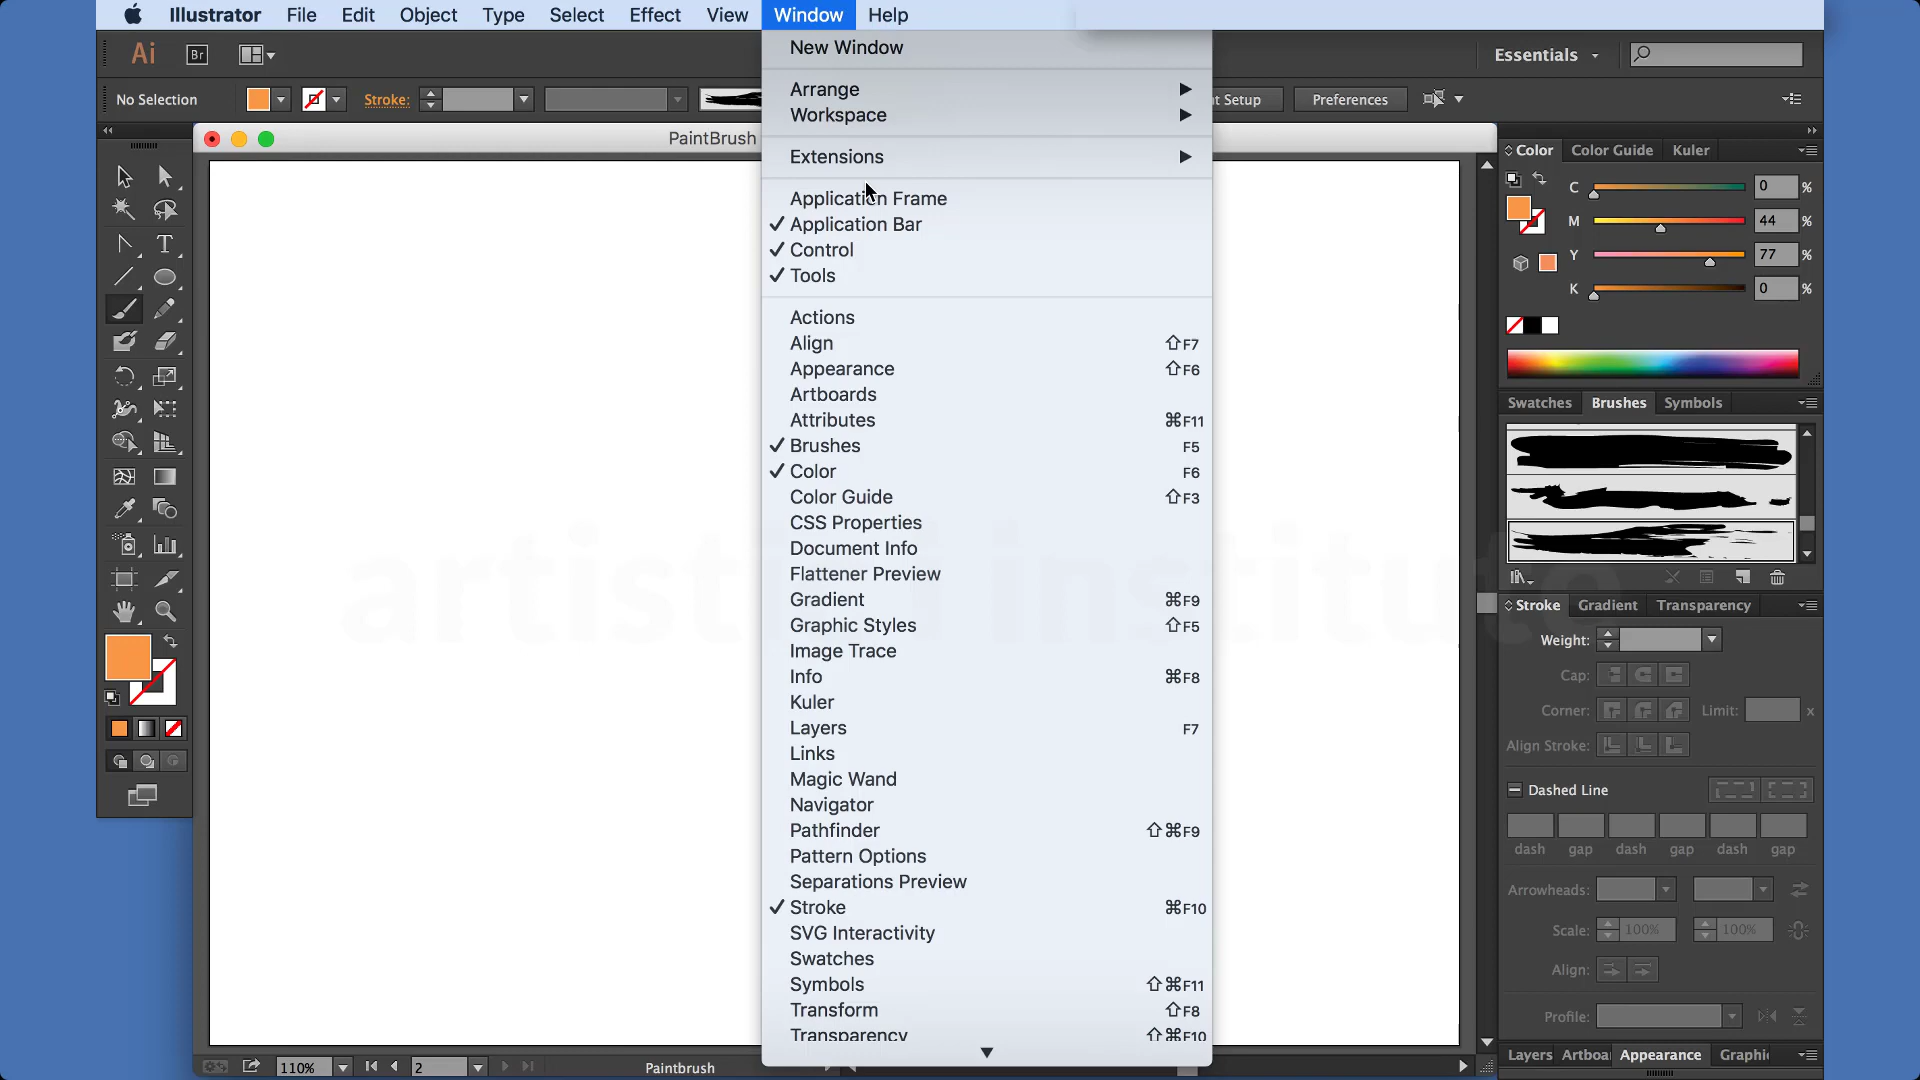 Illustrator File Edit Object Type Select Effect View Window Help
Ai Br Essentials
No Selection Stroke: t Setup Preferences
PaintBrush
New Window
Arrange
Workspace
Extensions
Application Frame
✓ Application Bar
✓ Control
✓ Tools
Actions
Align ⇧F7
Appearance ⇧F6
Artboards
Attributes ⌘F11
✓ Brushes F5
✓ Color F6
Color Guide ⇧F3
CSS Properties
Document Info
Flattener Preview
Gradient ⌘F9
Graphic Styles ⇧F5
Image Trace
Info ⌘F8
Kuler
Layers F7
Links
Magic Wand
Navigator
Pathfinder ⇧⌘F9
Pattern Options
Separations Preview
✓ Stroke ⌘F10
SVG Interactivity
Swatches
Symbols ⇧⌘F11
Transform ⇧F8
Transparency ⇧⌘F10
Color Color Guide Kuler
C 0 %
M 44 %
Y 77 %
K 0 %
Swatches Brushes Symbols
Stroke Gradient Transparency
Weight:
Cap:
Corner: Limit: x
Align Stroke:
Dashed Line
dash gap dash gap dash gap
Arrowheads:
Scale: 100% 100%
Align:
Profile:
Layers Artboa Appearance Graphi
110% 2 Paintbrush